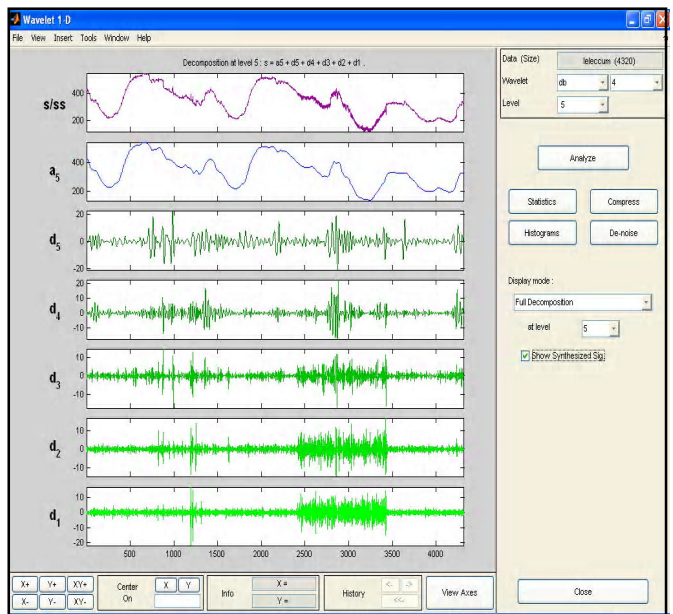 Wavelet 1-D
File View Insert Tools Window Help
Decomposition at level 5 : s = a5 + d5 + d4 + d3 + d2 + d1 .
s/ss
400
200
a5
400
200
d5
20
0
-20
d4
20
10
0
-10
-20
d3
10
0
-10
d2
10
0
-10
d1
10
0
-10
-20
500 1000 1500 2000 2500 3000 3500 4000
Data (Size) leleccum (4320)
Wavelet db 4
Level 5
Analyze
Statistics Compress
Histograms De-noise
Display mode :
Full Decomposition
at level 5
Show Synthesized Sig.
X+ Y+ XY+
X- Y- XY-
Center
On
X Y
Info
X =
Y =
History
<- ->
<<-
View Axes
Close